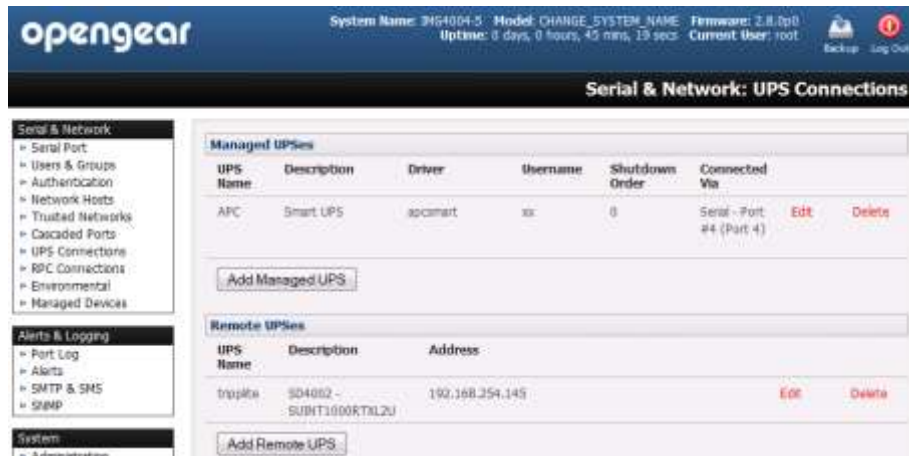 opengear
System Name: IMG4004-5 Model: CHANGE_SYSTEM_NAME Firmware: 2.8.0p0
Uptime: 0 days, 0 hours, 45 mins, 19 secs Current User: root
Backup Log Out
Serial & Network: UPS Connections
Serial & Network
Serial Port
Users & Groups
Authentication
Network Hosts
Trusted Networks
Cascaded Ports
UPS Connections
RPC Connections
Environmental
Managed Devices
Alerts & Logging
Port Log
Alerts
SMTP & SMS
SNMP
System
Administration
Managed UPSes
UPS Name Description Driver Username Shutdown Order Connected Via
APC Smart UPS apcsmart xx 0 Serial - Port #4 (Port 4) Edit Delete
Add Managed UPS
Remote UPSes
UPS Name Description Address
tripplite SD4002 - SUINT1000RTXL2U 192.168.254.145 Edit Delete
Add Remote UPS